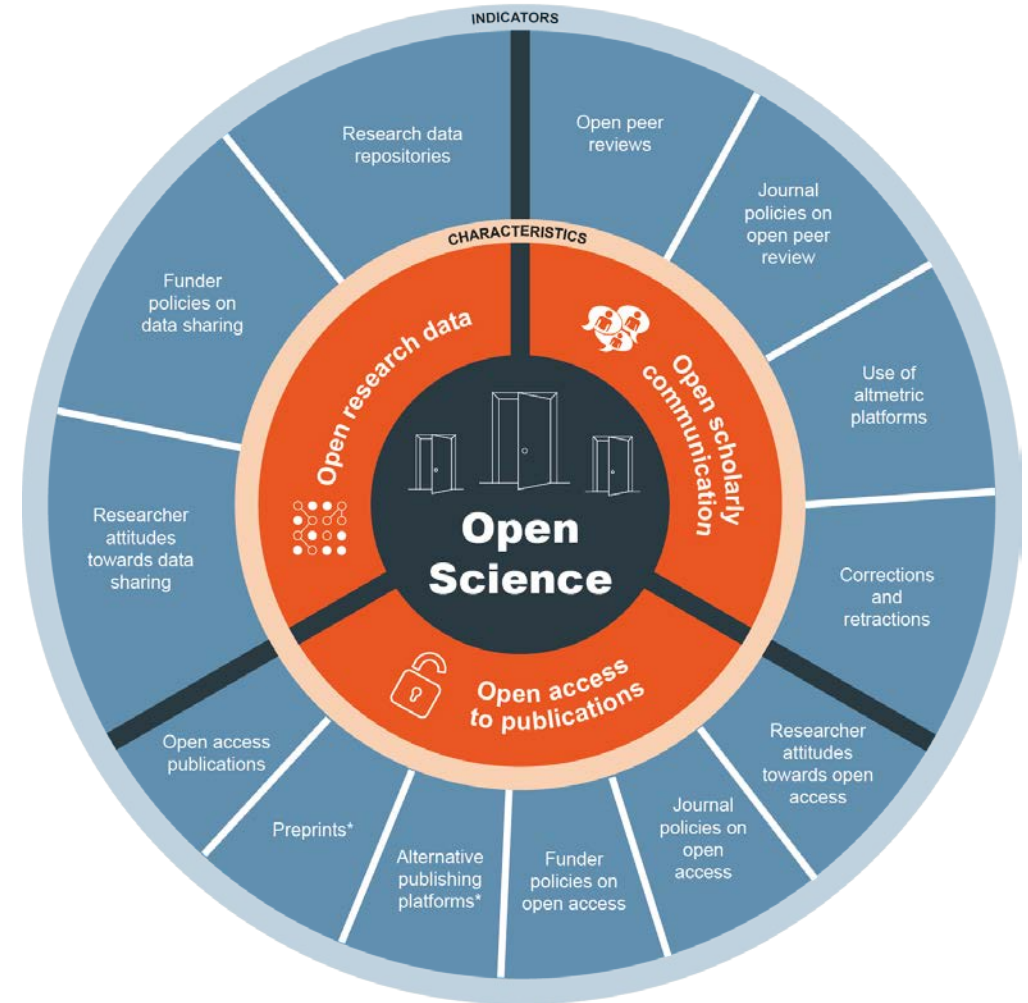 INDICATORS
Research data
repositories
Open peer
reviews
Journal
policies on
open peer
review
Use of
altmetric
platforms
Corrections
and
retractions
Researcher
attitudes
towards open
access
Journal
policies on
open
access
Funder
policies on
open access
Alternative
publishing
platforms*
Preprints*
Open access
publications
Researcher
attitudes
towards data
sharing
Funder
policies on
data sharing
CHARACTERISTICS
Open research data
Open scholarly
communication
Open access
to publications
Open
Science